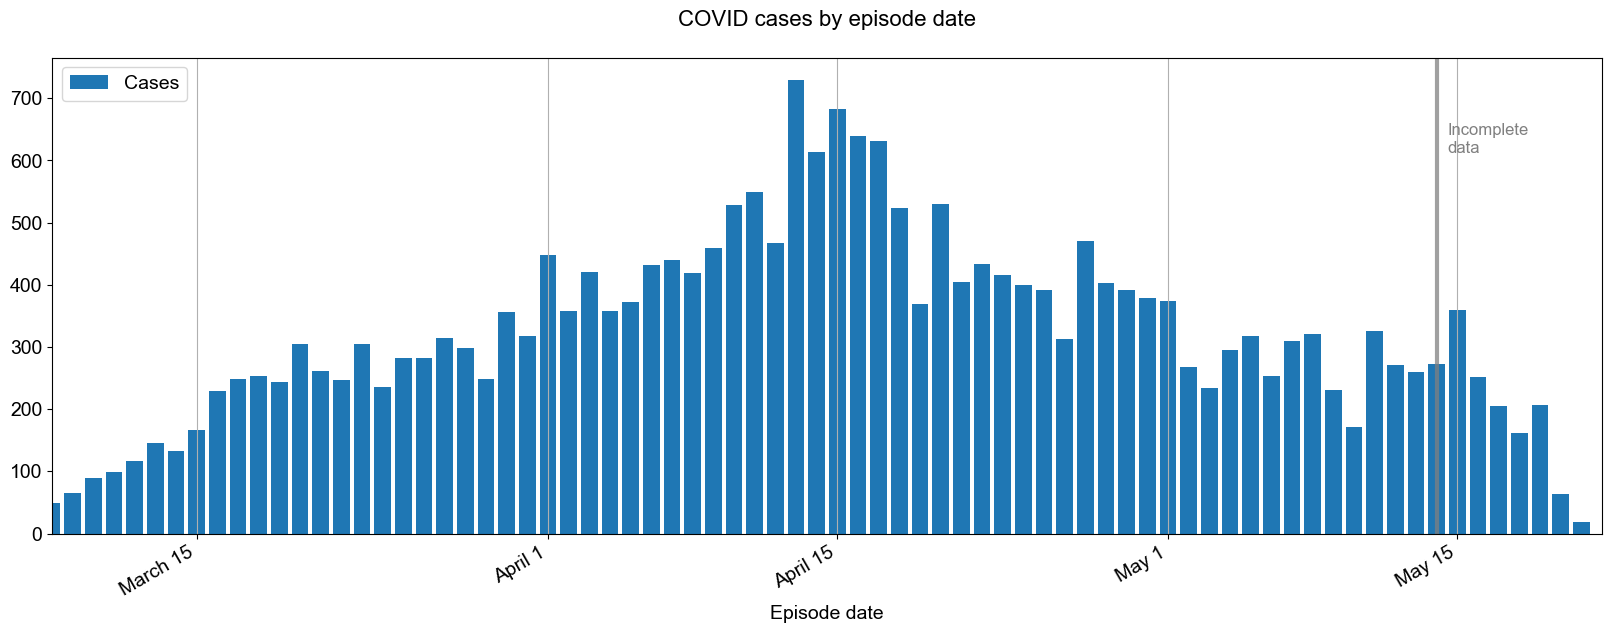 COVID cases by episode date
Cases
700
600
500
400
300
200
100
0
Incomplete
data
March 15
April 1
April 15
May 1
May 15
Episode date